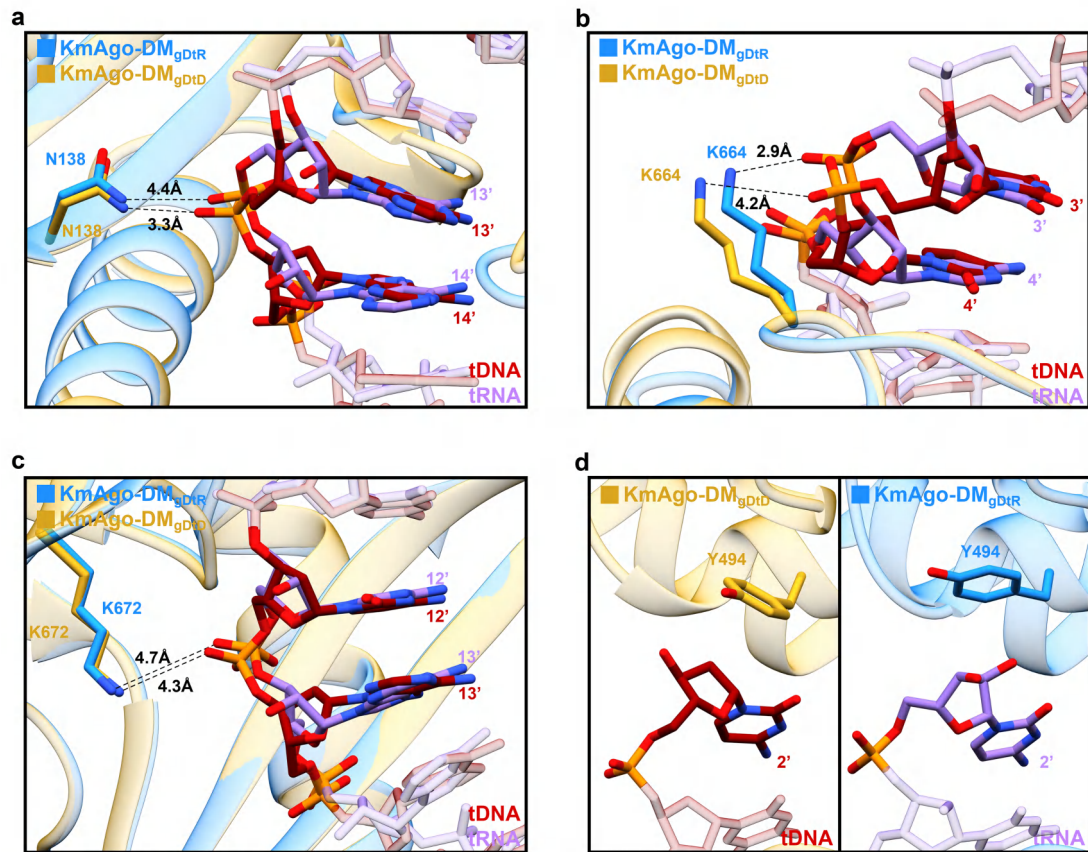 a
KmAgo-DMgDtR
KmAgo-DMgDtD
N138
4.4Å
3.3Å
N138
13'
13'
14'
14'
tDNA
tRNA
b
KmAgo-DMgDtR
KmAgo-DMgDtD
2.9Å
K664
K664
4.2Å
3'
3'
4'
4'
tDNA
tRNA
c
KmAgo-DMgDtR
KmAgo-DMgDtD
K672
K672
4.7Å
4.3Å
12'
12'
13'
13'
tDNA
tRNA
d
KmAgo-DMgDtD
Y494
2'
tDNA
KmAgo-DMgDtR
Y494
2'
tRNA